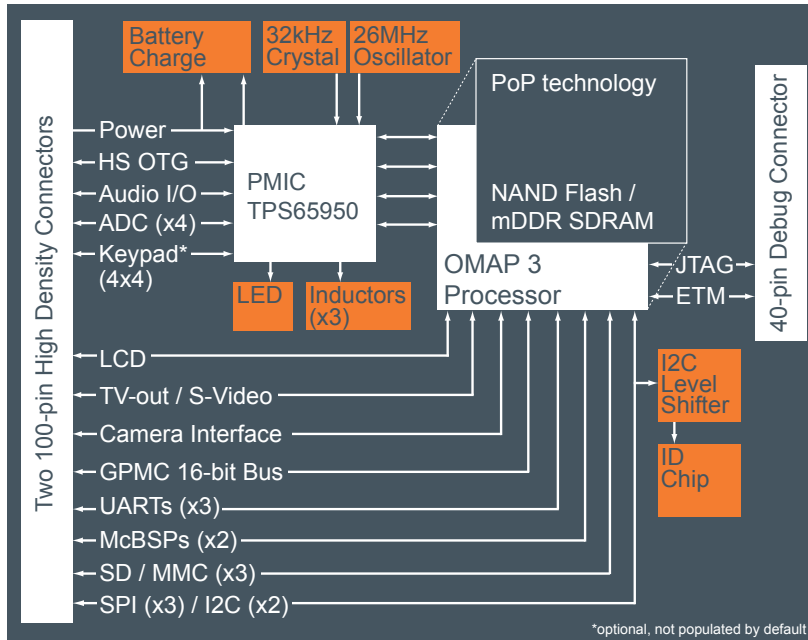 Battery
Charge
32kHz
Crystal
26MHz
Oscillator
PoP technology
NAND Flash /
mDDR SDRAM
Two 100-pin High Density Connectors
Power
HS OTG
Audio I/O
ADC (x4)
Keypad*
(4x4)
PMIC
TPS65950
OMAP 3
Processor
JTAG
ETM
40-pin Debug Connector
LED
Inductors
(x3)
LCD
TV-out / S-Video
Camera Interface
GPMC 16-bit Bus
UARTs (x3)
McBSPs (x2)
SD / MMC (x3)
SPI (x3) / I2C (x2)
I2C
Level
Shifter
ID
Chip
*optional, not populated by default